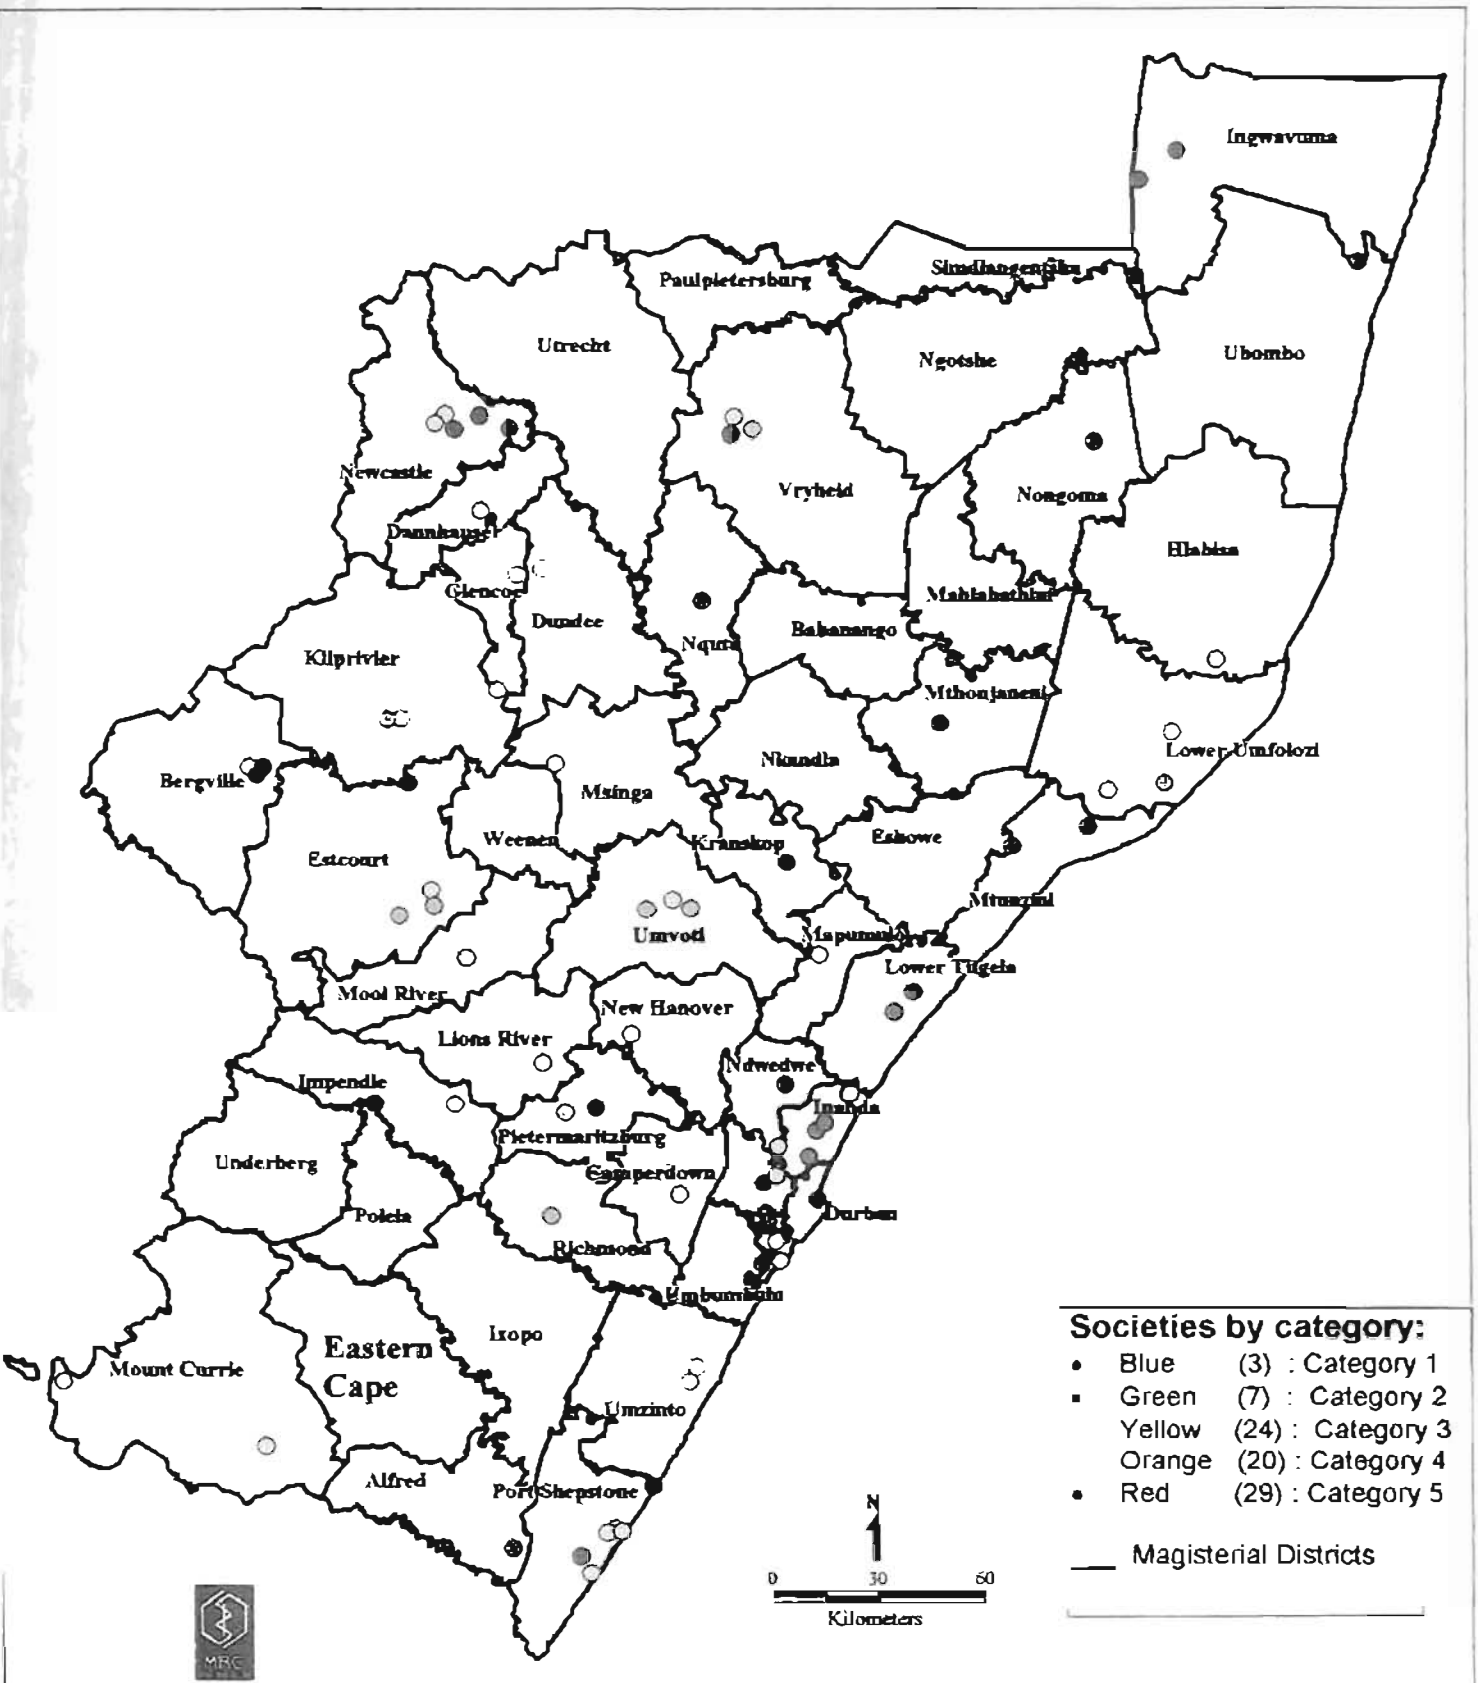 Ingwavuma
Simdlangentsha
Paulpietersburg
Utrecht
Ngotshe
Ubombo
Newcastle
Vryheid
Nongoma
Dannhauser
Hlabisa
Glencoe
Mahlabathini
Dundee
Babanango
Nqutu
Kliprivier
Mthonjaneni
Lower Umfolozi
Nkandla
Bergville
Msinga
Weenen
Kranskop
Eshowe
Estcourt
Mtunzini
Umvoti
Mapumulo
Lower Tugela
Mooi River
New Hanover
Lions River
Ndwedwe
Impendle
Inanda
Pietermaritzburg
Underberg
Camperdown
Polela
Durban
Richmond
Umbumbulu
Ixopo
Eastern
Cape
Mount Currie
Umzinto
Alfred
Port Shepstone
Societies by category:
Blue (3) : Category 1
Green (7) : Category 2
Yellow (24) : Category 3
Orange (20) : Category 4
Red (29) : Category 5
Magisterial Districts
N
0 30 60
Kilometers
MRC